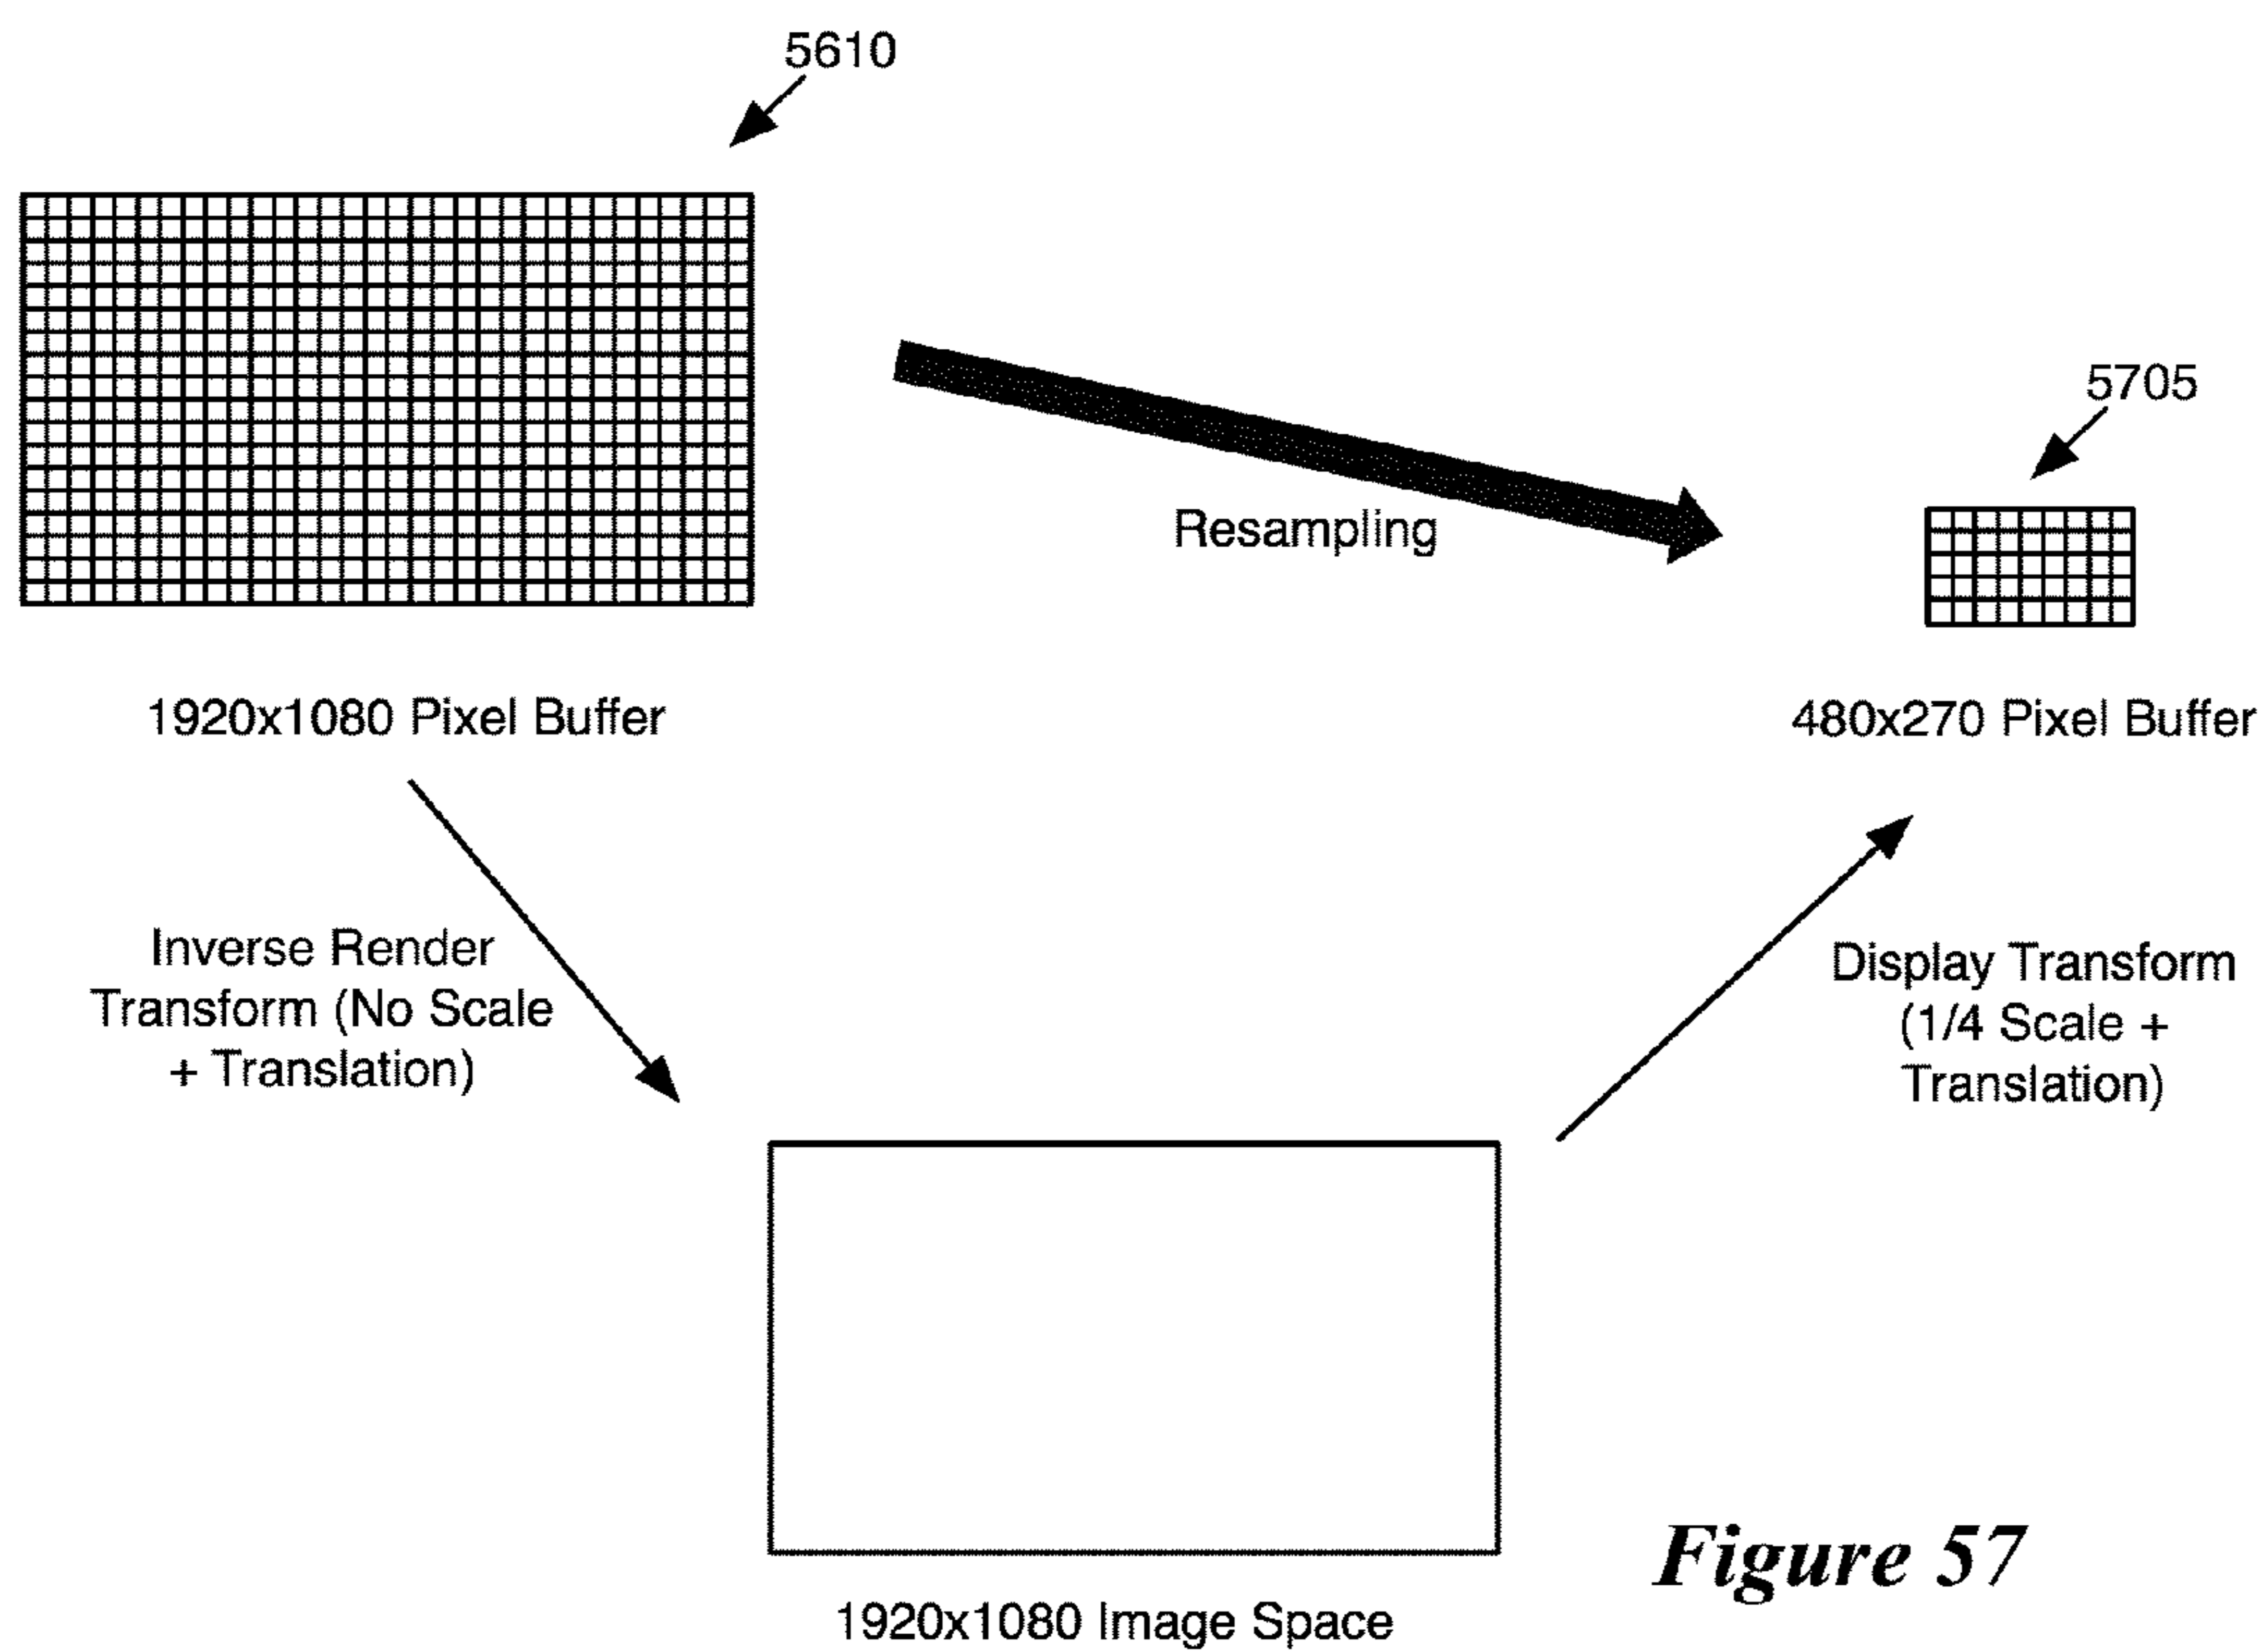 5610
5705
Resampling
1920x1080 Pixel Buffer
480x270 Pixel Buffer
Inverse Render
Transform (No Scale
+ Translation)
Display Transform
(1/4 Scale +
Translation)
1920x1080 Image Space
Figure 57